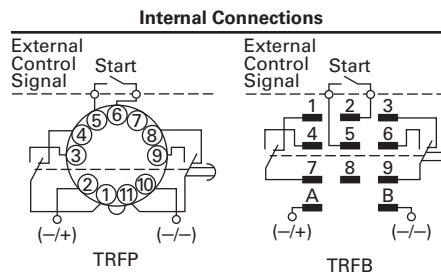 Internal Connections
External Control Signal
Start
5 6 7
4 8
3 9
2 10
1 11
(–/+) (–/–)
TRFP
External Control Signal
Start
1 2 3
4 5 6
7 8 9
A B
(–/+) (–/–)
TRFB